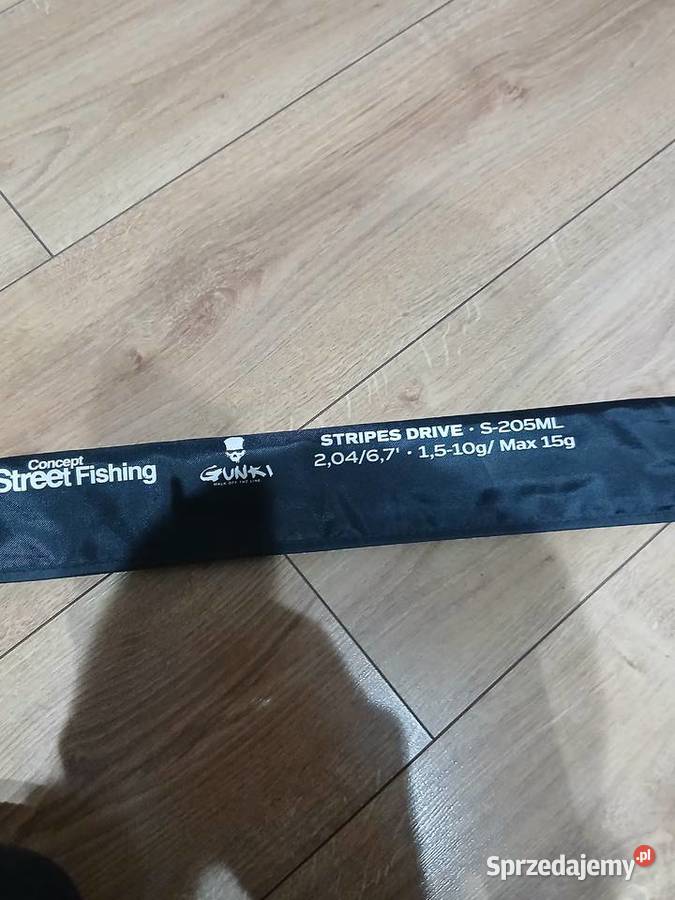 Concept
Street Fishing
GUNKI
WALK OFF THE LINE
STRIPES DRIVE · S-205ML
2,04/6,7' · 1,5-10g/ Max 15g
Sprzedajemy.pl